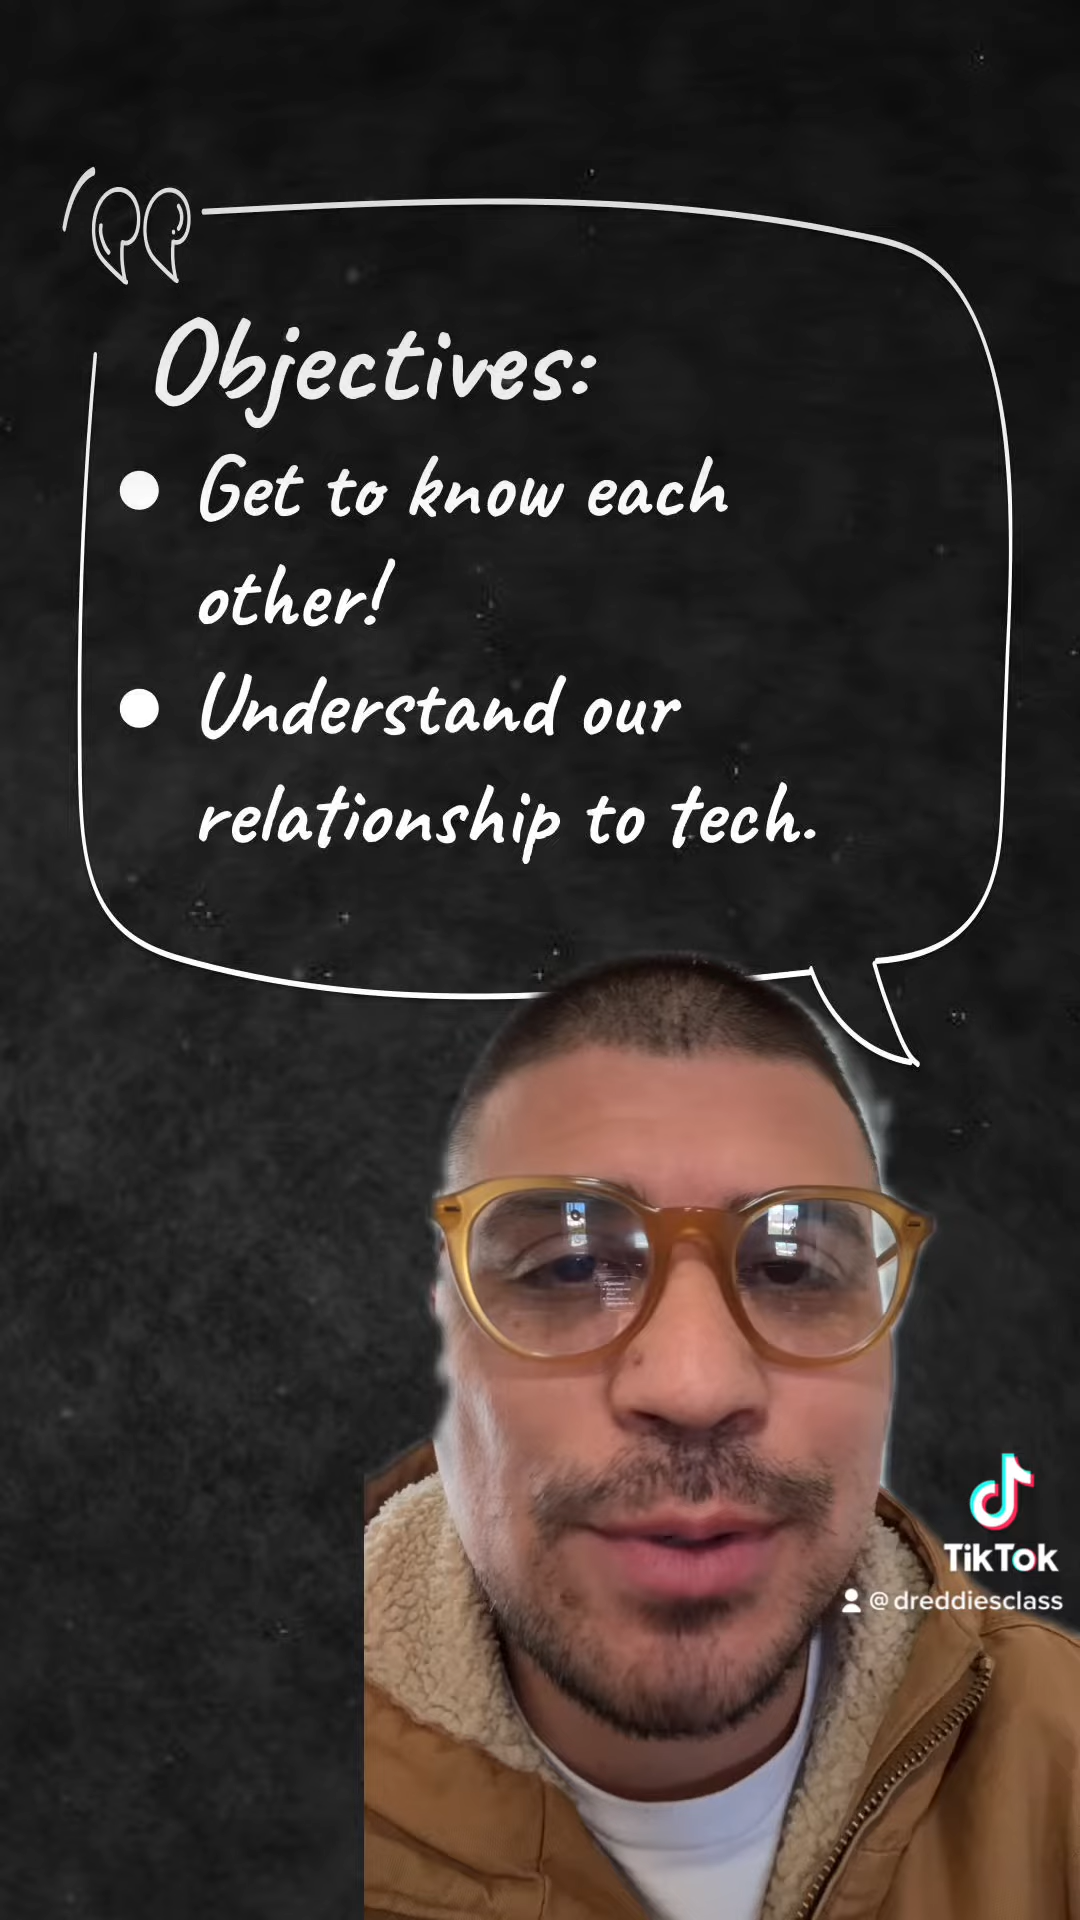 Objectives:
● Get to know each
other!
● Understand our
relationship to tech.
TikTok
@dreddiesclass